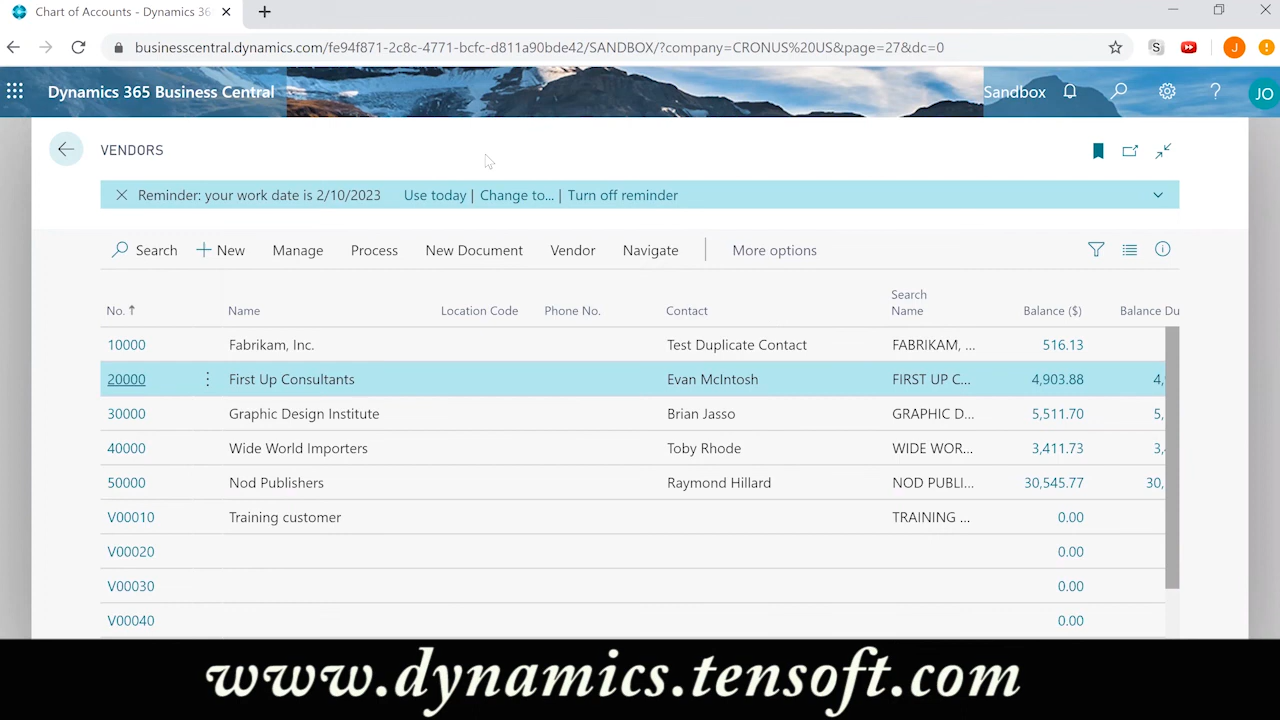 Chart of Accounts - Dynamics 36
businesscentral.dynamics.com/fe94f871-2c8c-4771-bcfc-d811a90bde42/SANDBOX/?company=CRONUS%20US&page=27&dc=0
S
J
Dynamics 365 Business Central
Sandbox
?
JO
VENDORS
Reminder: your work date is 2/10/2023 Use today | Change to... | Turn off reminder
Search New Manage Process New Document Vendor Navigate More options
No. ↑ Name Location Code Phone No. Contact Search Name Balance ($) Balance Du
10000 Fabrikam, Inc. Test Duplicate Contact FABRIKAM, ... 516.13
20000 First Up Consultants Evan McIntosh FIRST UP C... 4,903.88 4,
30000 Graphic Design Institute Brian Jasso GRAPHIC D... 5,511.70 5,
40000 Wide World Importers Toby Rhode WIDE WOR... 3,411.73 3,
50000 Nod Publishers Raymond Hillard NOD PUBLI... 30,545.77 30,
V00010 Training customer TRAINING ... 0.00
V00020 0.00
V00030 0.00
V00040 0.00
www.dynamics.tensoft.com